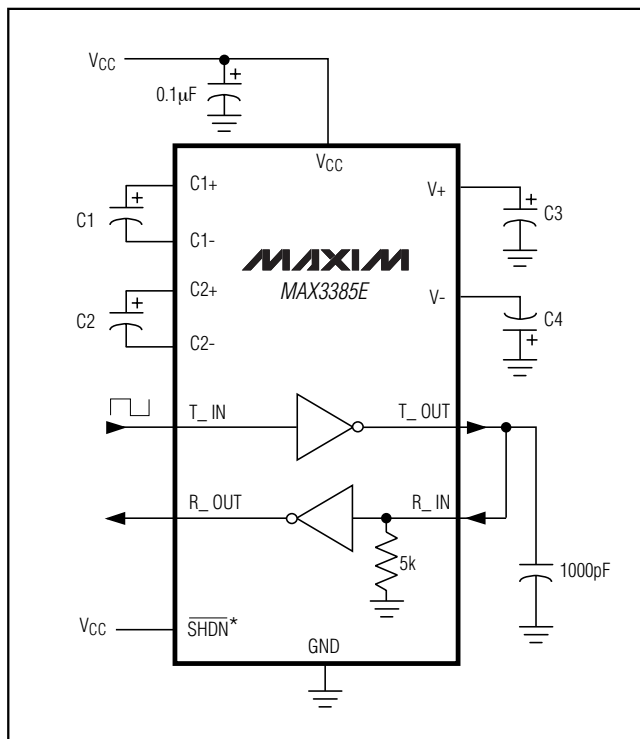 VCC
0.1µF
VCC
C1+
C1
C1-
C2+
C2
C2-
V+
C3
V-
C4
MAXIM
MAX3385E
T_ IN
T_ OUT
R_ OUT
R_ IN
5k
1000pF
VCC
SHDN*
GND